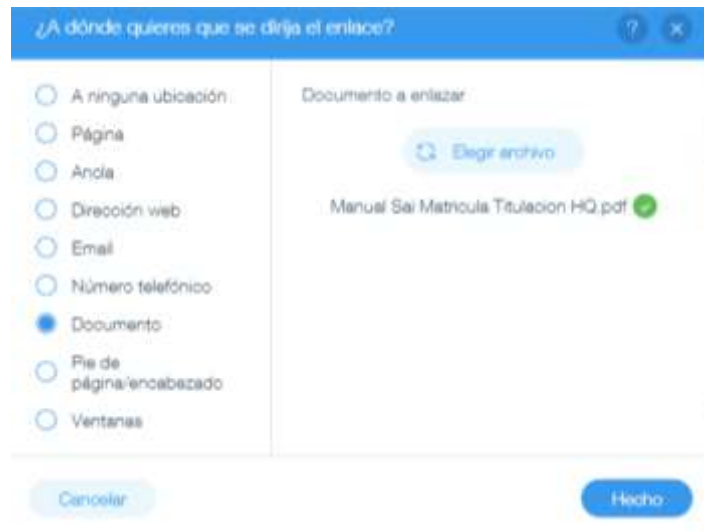 ¿A dónde quieres que se dirija el enlace?
? ×
A ninguna ubicación
Página
Ancla
Dirección web
Email
Número telefónico
Documento
Pie de
página/encabezado
Ventanas
Documento a enlazar
Elegir archivo
Manual Sai Matricula Titulacion HQ.pdf
Cancelar
Hecho